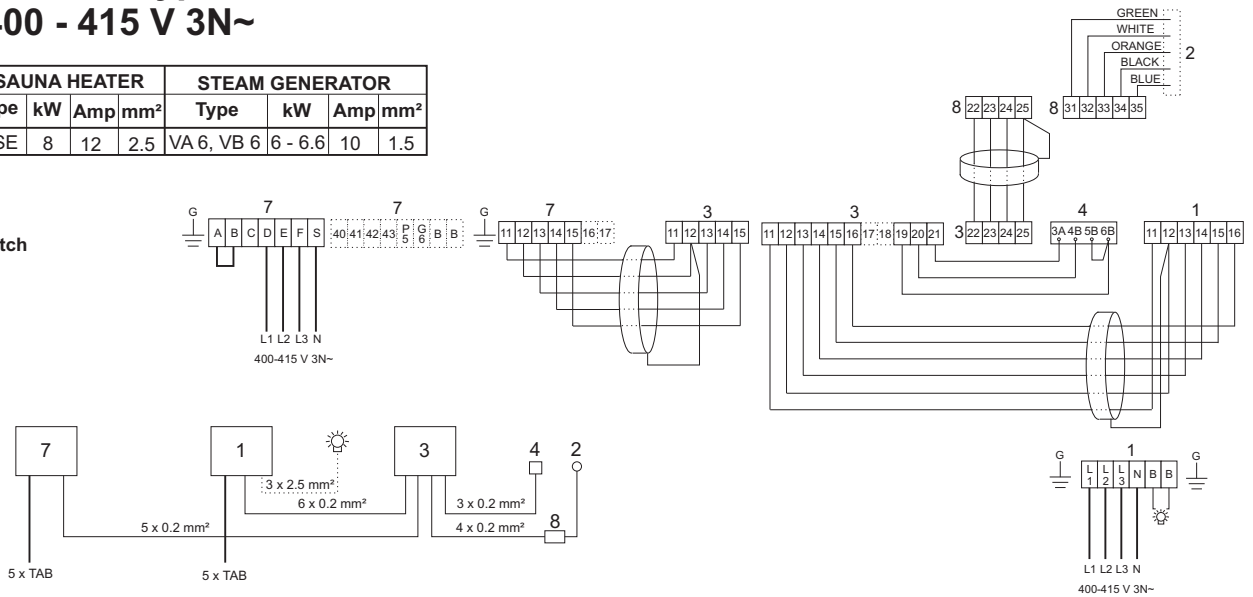 400 - 415 V 3N~
SAUNA HEATER STEAM GENERATOR
kW Amp mm² Type kW Amp mm²
8 12 2.5 VA 6, VB 6 6 - 6.6 10 1.5
GREEN
WHITE
ORANGE
BLACK
BLUE
2
8 22 23 24 25
8 31 32 33 34 35
G 7 7
A B C D E F S
40 41 42 43 P5 G6 B B
L1 L2 L3 N
400-415 V 3N~
G 7 3
11 12 13 14 15 16 17
11 12 13 14 15
3
11 12 13 14 15 16 17 18 19 20 21
3 22 23 24 25
4
3A 4B 5B 6B
1
11 12 13 14 15 16
7 1 3 4 2
3 x 2.5 mm²
6 x 0.2 mm²
3 x 0.2 mm²
5 x 0.2 mm²
4 x 0.2 mm²
8
5 x TAB
5 x TAB
G 1 G
L1 L2 L3 N B B
L1 L2 L3 N
400-415 V 3N~